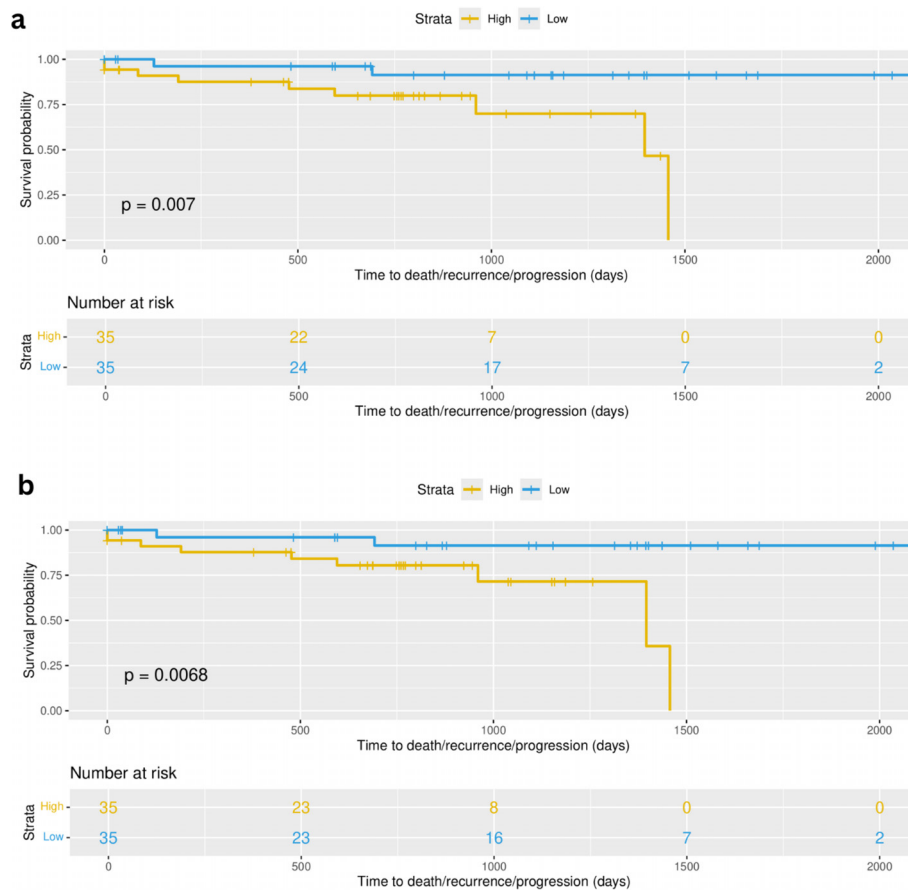 a
Strata High Low
1.00
0.75
0.50
0.25
0.00
Survival probability
p = 0.007
0 500 1000 1500 2000
Time to death/recurrence/progression (days)
Number at risk
Strata
High 35 22 7 0 0
Low 35 24 17 7 2
0 500 1000 1500 2000
Time to death/recurrence/progression (days)
b
Strata High Low
1.00
0.75
0.50
0.25
0.00
Survival probability
p = 0.0068
0 500 1000 1500 2000
Time to death/recurrence/progression (days)
Number at risk
Strata
High 35 23 8 0 0
Low 35 23 16 7 2
0 500 1000 1500 2000
Time to death/recurrence/progression (days)